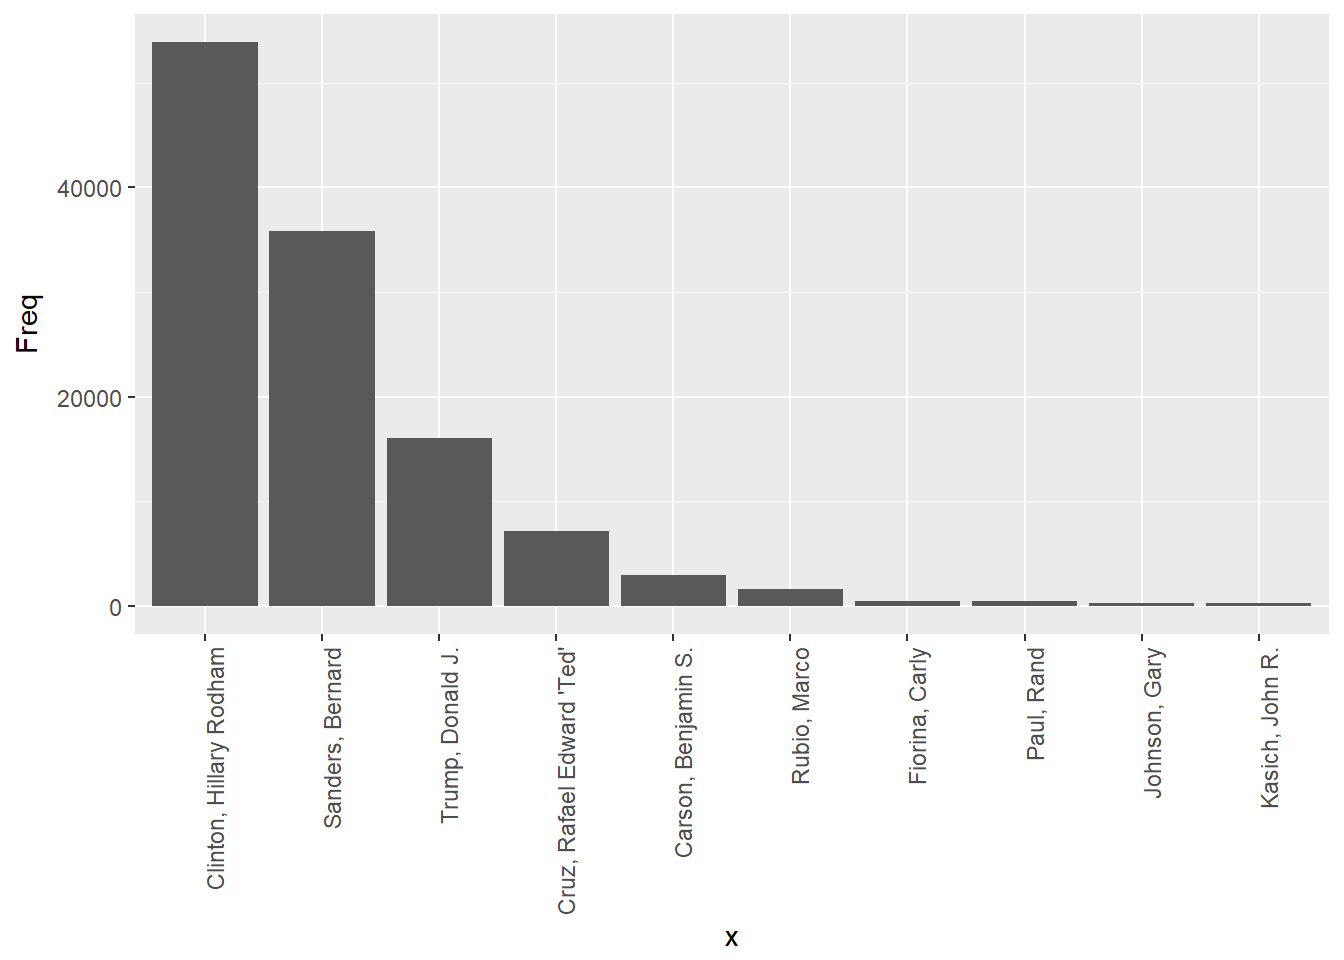 Freq
40000
20000
0
Clinton, Hillary Rodham
Sanders, Bernard
Trump, Donald J.
Cruz, Rafael Edward 'Ted'
Carson, Benjamin S.
Rubio, Marco
Fiorina, Carly
Paul, Rand
Johnson, Gary
Kasich, John R.
x